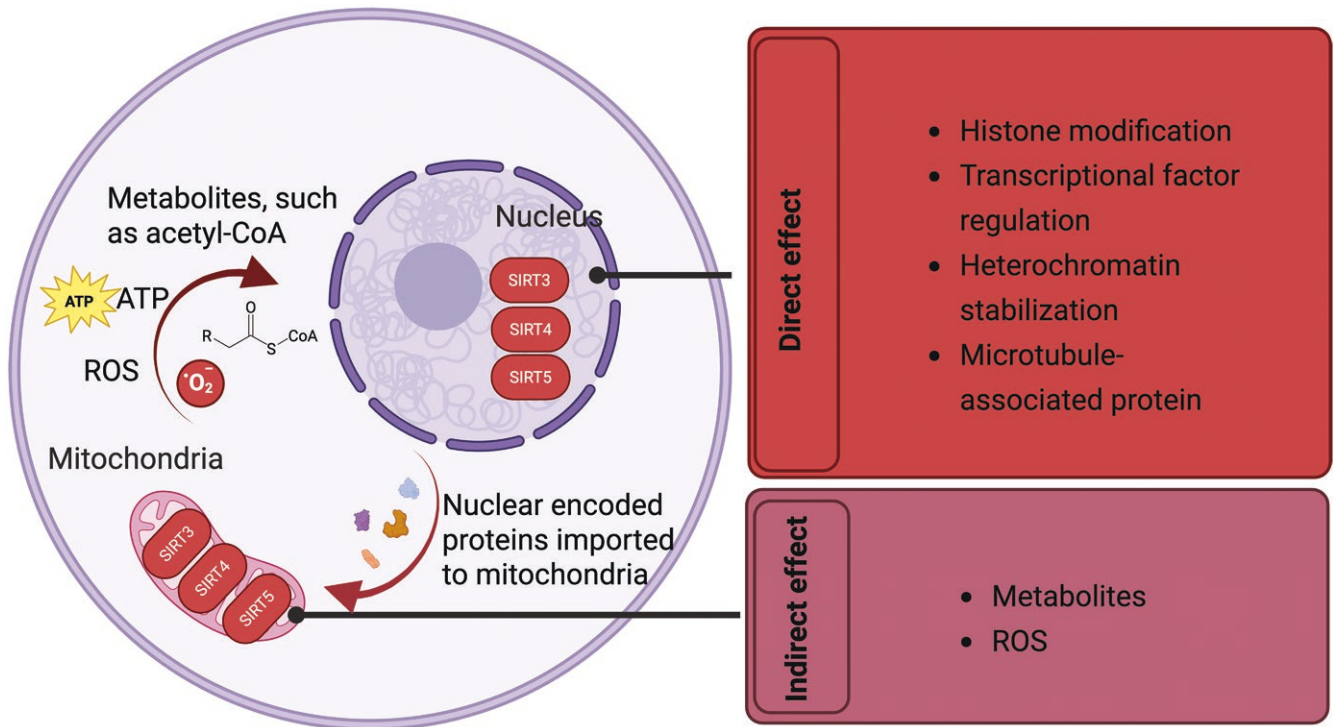 Metabolites, such
as acetyl-CoA
ATP
ATP
ROS
O
R
S
CoA
·O₂⁻
Nucleus
SIRT3
SIRT4
SIRT5
Mitochondria
SIRT3
SIRT4
SIRT5
Nuclear encoded
proteins imported
to mitochondria
Direct effect
• Histone modification
• Transcriptional factor
regulation
• Heterochromatin
stabilization
• Microtubule-
associated protein
Indirect effect
• Metabolites
• ROS